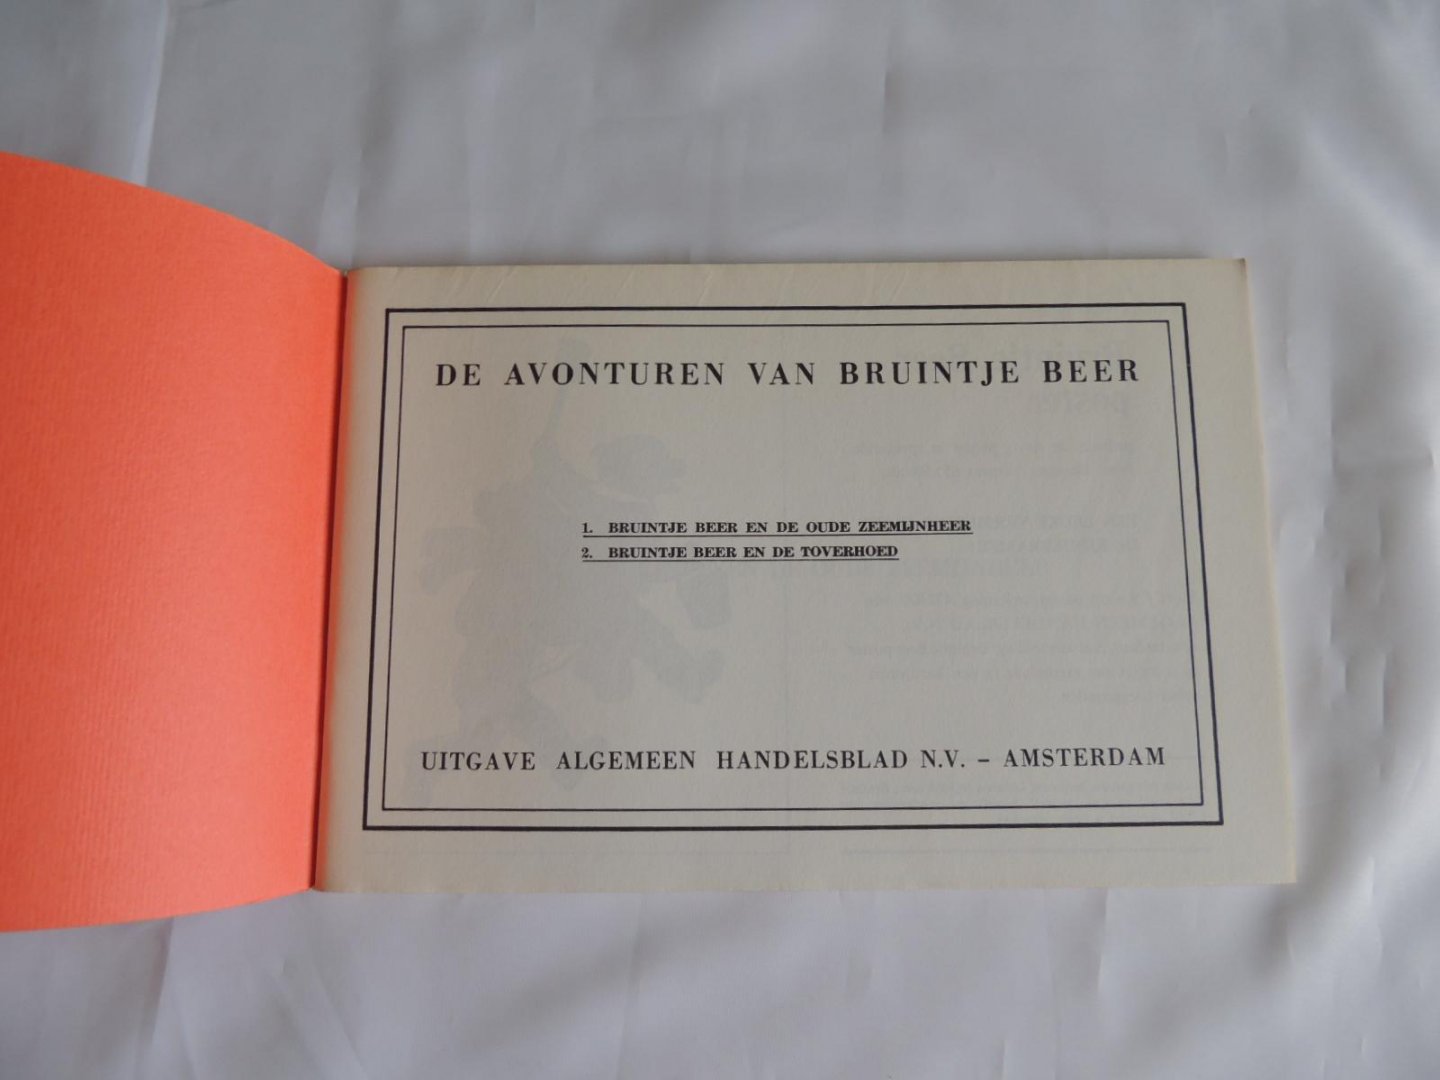 DE AVONTUREN VAN BRUINTJE BEER
1. BRUINTJE BEER EN DE OUDE ZEEMIJNHEER
2. BRUINTJE BEER EN DE TOVERHOED
UITGAVE ALGEMEEN HANDELSBLAD N.V. – AMSTERDAM